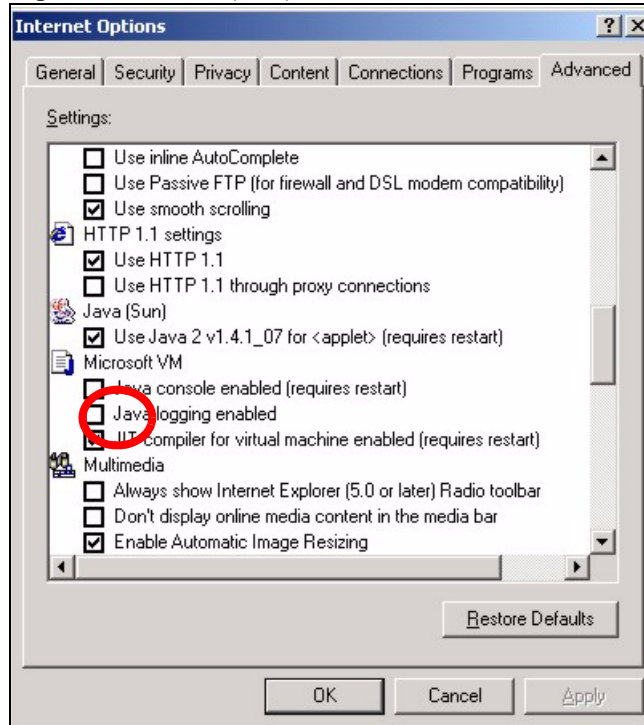 Internet Options
General Security Privacy Content Connections Programs Advanced
Settings:
Use inline AutoComplete
Use Passive FTP (for firewall and DSL modem compatibility)
Use smooth scrolling
HTTP 1.1 settings
Use HTTP 1.1
Use HTTP 1.1 through proxy connections
Java (Sun)
Use Java 2 v1.4.1_07 for <applet> (requires restart)
Microsoft VM
Java console enabled (requires restart)
Java logging enabled
JIT compiler for virtual machine enabled (requires restart)
Multimedia
Always show Internet Explorer (5.0 or later) Radio toolbar
Don't display online media content in the media bar
Enable Automatic Image Resizing
Restore Defaults
OK Cancel Apply